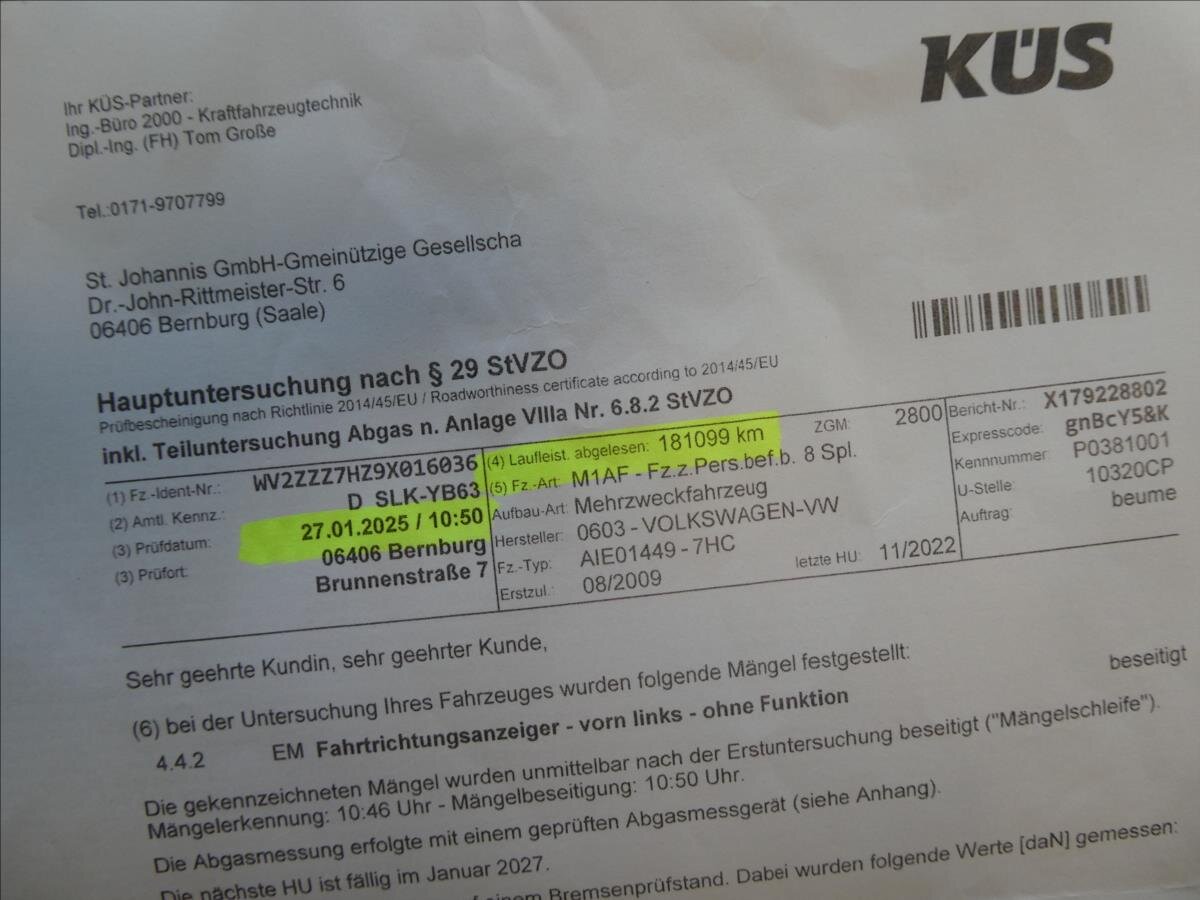 KÜS
Ihr KÜS-Partner:
Ing.-Büro 2000 - Kraftfahrzeugtechnik
Dipl.-Ing. (FH) Tom Große
Tel.:0171-9707799
St. Johannis GmbH-Gmeinützige Gesellscha
Dr.-John-Rittmeister-Str. 6
06406 Bernburg (Saale)
Hauptuntersuchung nach § 29 StVZO
Prüfbescheinigung nach Richtlinie 2014/45/EU / Roadworthiness certificate according to 2014/45/EU
inkl. Teiluntersuchung Abgas n. Anlage VIIIa Nr. 6.8.2 StVZO
(1) Fz.-Ident-Nr.: WV2ZZZ7HZ9X016036
(2) Amtl. Kennz.: D SLK-YB63
(3) Prüfdatum: 27.01.2025 / 10:50
(3) Prüfort: 06406 Bernburg
Brunnenstraße 7
(4) Laufleist. abgelesen: 181099 km ZGM: 2800
(5) Fz.-Art: M1AF - Fz.z.Pers.bef.b. 8 Spl.
Aufbau-Art: Mehrzweckfahrzeug
Hersteller: 0603 - VOLKSWAGEN-VW
Fz.-Typ: AIE01449 - 7HC
Erstzul.: 08/2009 letzte HU: 11/2022
Bericht-Nr.: X179228802
Expresscode: gnBcY5&K
Kennnummer P0381001
U-Stelle: 10320CP
Auftrag: beume
Sehr geehrte Kundin, sehr geehrter Kunde,
(6) bei der Untersuchung Ihres Fahrzeuges wurden folgende Mängel festgestellt:
4.4.2 EM Fahrtrichtungsanzeiger - vorn links - ohne Funktion beseitigt
Die gekennzeichneten Mängel wurden unmittelbar nach der Erstuntersuchung beseitigt ("Mängelschleife").
Mängelerkennung: 10:46 Uhr - Mängelbeseitigung: 10:50 Uhr.
Die Abgasmessung erfolgte mit einem geprüften Abgasmessgerät (siehe Anhang).
Die nächste HU ist fällig im Januar 2027.
einem Bremsenprüfstand. Dabei wurden folgende Werte [daN] gemessen: